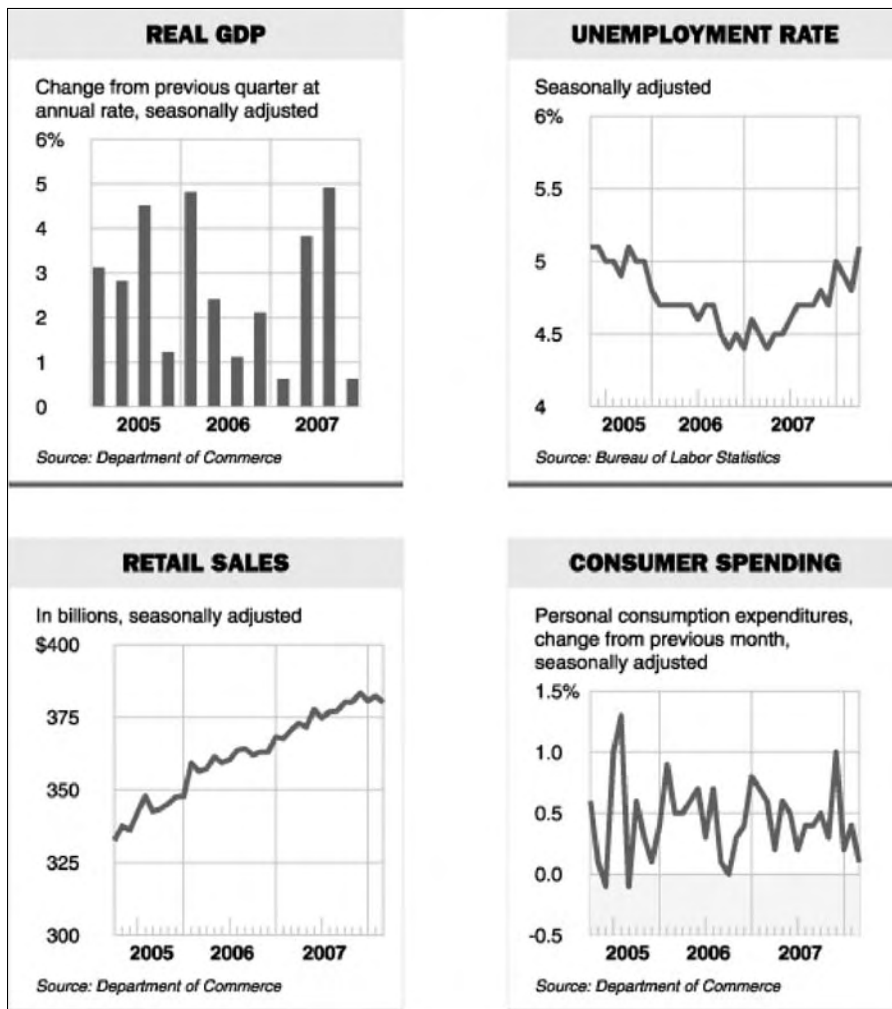 REAL GDP
Change from previous quarter at
annual rate, seasonally adjusted
6%
5
4
3
2
1
0
2005 2006 2007
Source: Department of Commerce
UNEMPLOYMENT RATE
Seasonally adjusted
6%
5.5
5
4.5
4
2005 2006 2007
Source: Bureau of Labor Statistics
RETAIL SALES
In billions, seasonally adjusted
$400
375
350
325
300
2005 2006 2007
Source: Department of Commerce
CONSUMER SPENDING
Personal consumption expenditures,
change from previous month,
seasonally adjusted
1.5%
1.0
0.5
0.0
-0.5
2005 2006 2007
Source: Department of Commerce